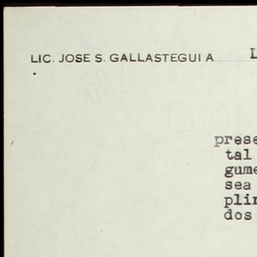 LIC. JOSE S. GALLASTEGUI A
L
prese
tal
gume
sea
plin
dos